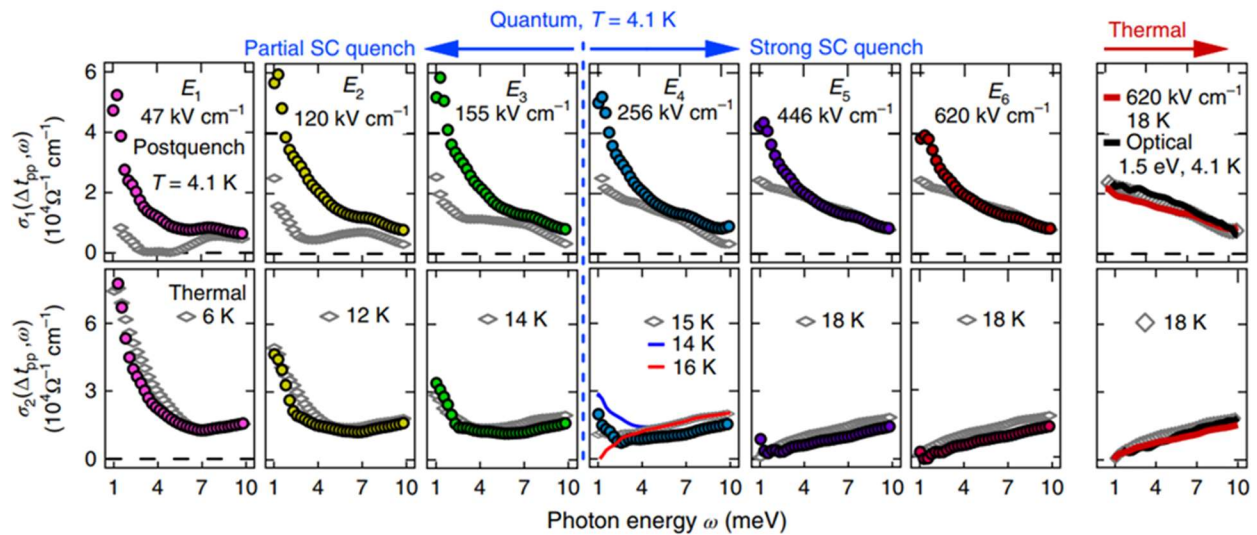 Quantum, T = 4.1 K
Partial SC quench
Strong SC quench
Thermal
σ1(Δtpp,ω)
(10⁴Ω⁻¹ cm⁻¹)
6
4
2
0
E1
47 kV cm⁻¹
Postquench
T = 4.1 K
E2
120 kV cm⁻¹
E3
155 kV cm⁻¹
E4
256 kV cm⁻¹
E5
446 kV cm⁻¹
E6
620 kV cm⁻¹
620 kV cm⁻¹
18 K
Optical
1.5 eV, 4.1 K
σ2(Δtpp,ω)
(10⁴Ω⁻¹ cm⁻¹)
6
3
0
Thermal
6 K
12 K
14 K
15 K
14 K
16 K
18 K
18 K
18 K
1 4 7 10
1 4 7 10
1 4 7 10
1 4 7 10
1 4 7 10
1 4 7 10
1 4 7 10
Photon energy ω (meV)